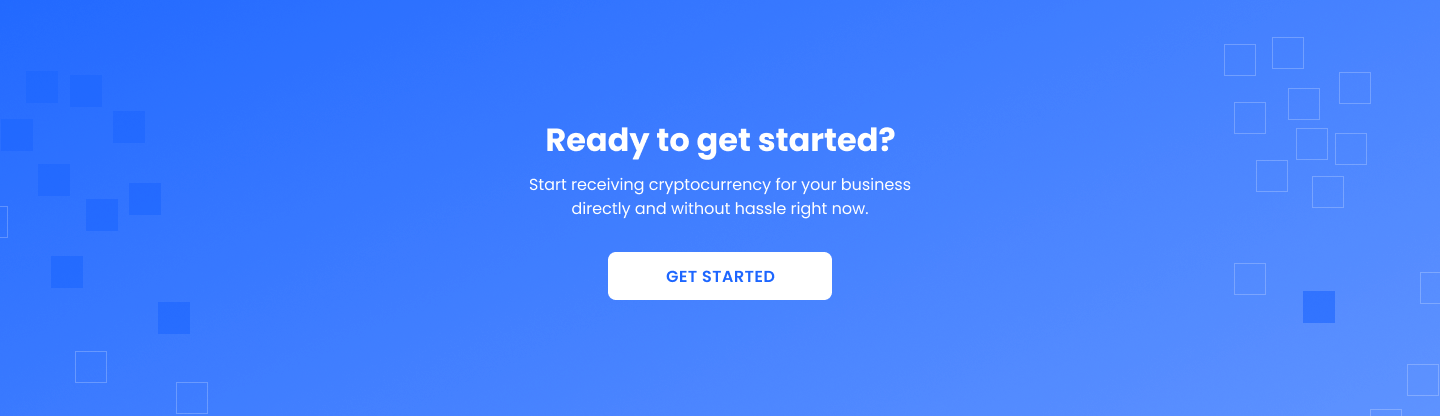 Ready to get started?
Start receiving cryptocurrency for your business
directly and without hassle right now.
GET STARTED